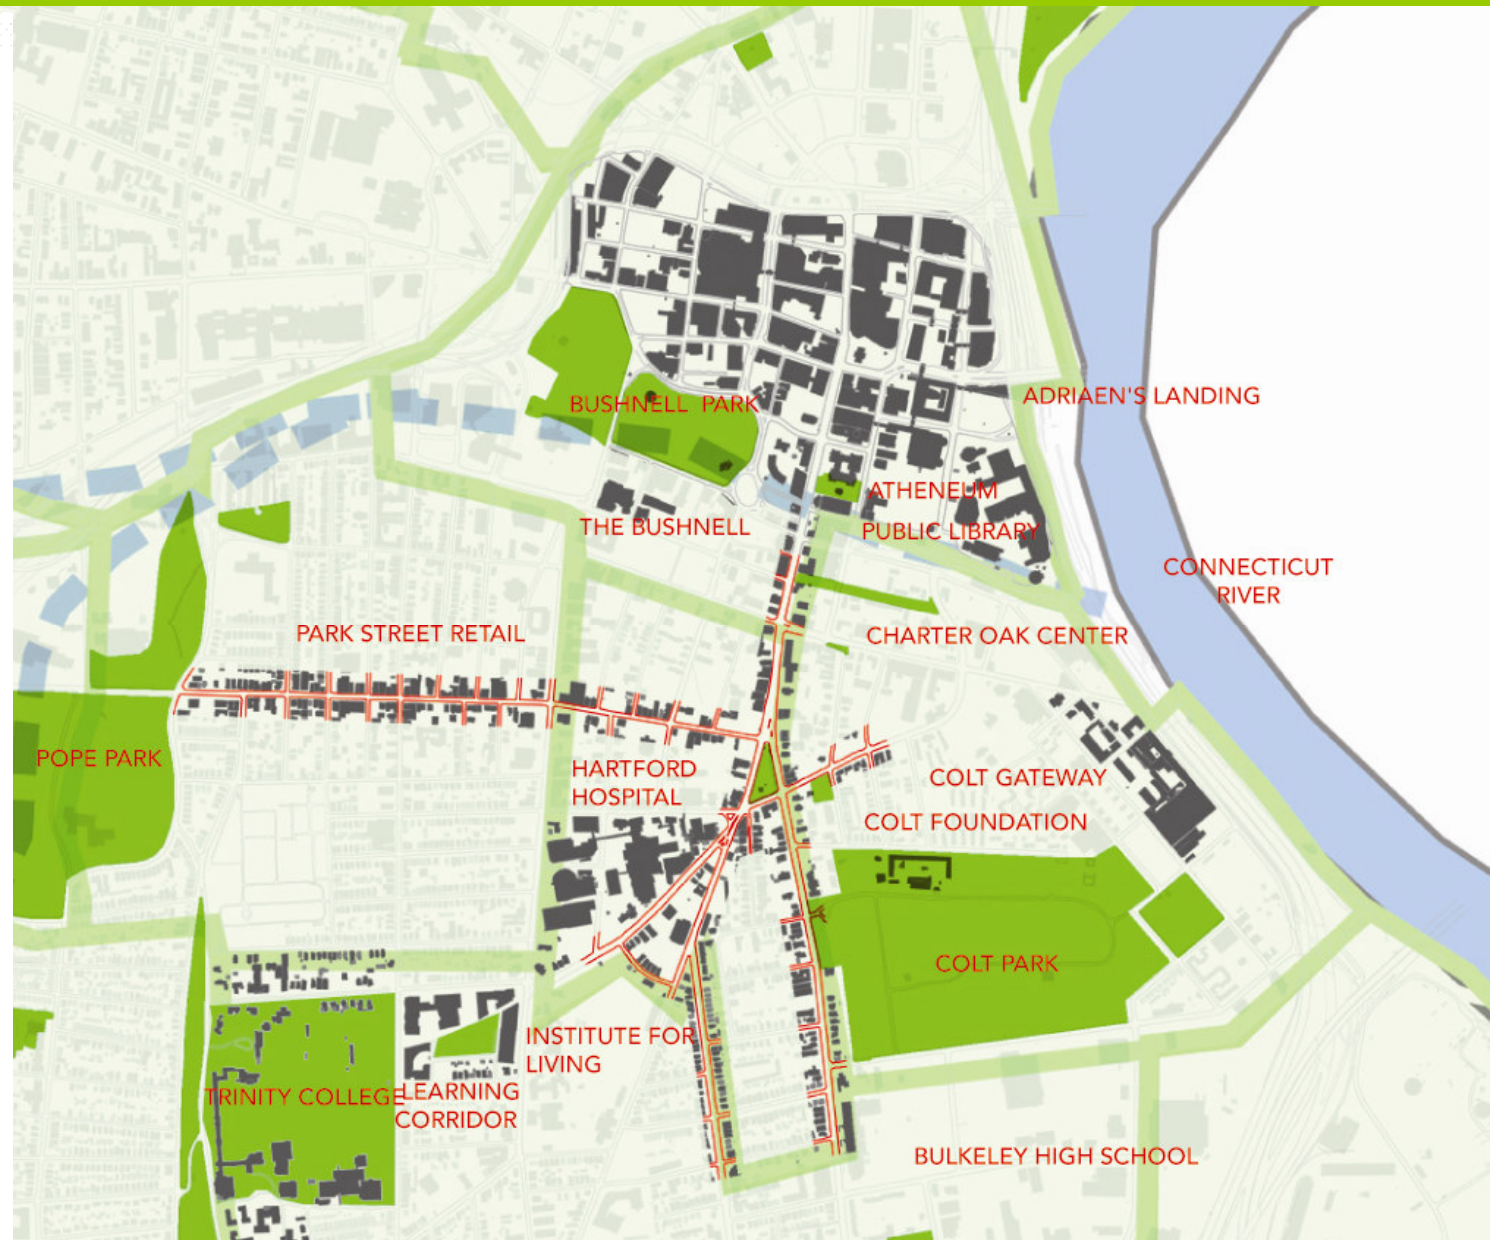 BUSHNELL PARK
ADRIAEN'S LANDING
ATHENEUM
THE BUSHNELL
PUBLIC LIBRARY
CONNECTICUT
RIVER
PARK STREET RETAIL
CHARTER OAK CENTER
POPE PARK
HARTFORD
HOSPITAL
COLT GATEWAY
COLT FOUNDATION
COLT PARK
INSTITUTE FOR
LIVING
TRINITY COLLEGE
LEARNING
CORRIDOR
BULKELEY HIGH SCHOOL